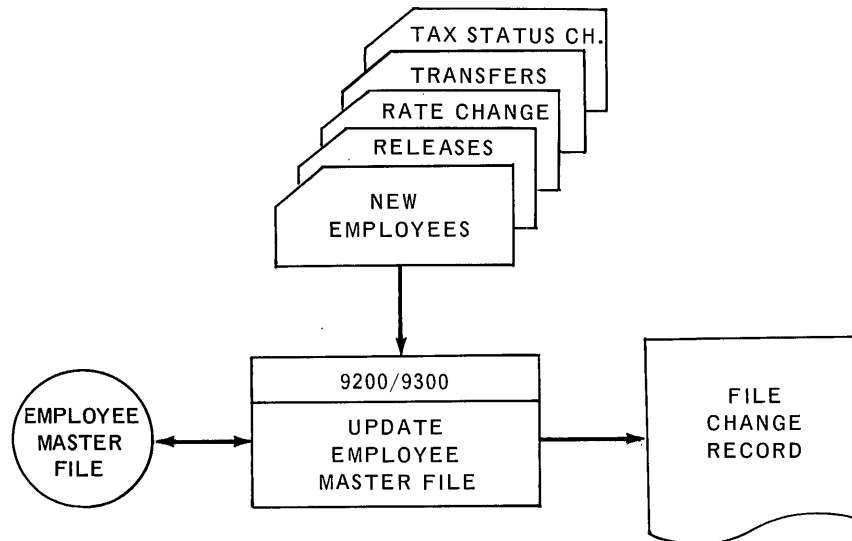 TAX STATUS CH.
TRANSFERS
RATE CHANGE
RELEASES
NEW
EMPLOYEES
9200/9300
UPDATE
EMPLOYEE
MASTER FILE
EMPLOYEE
MASTER
FILE
FILE
CHANGE
RECORD